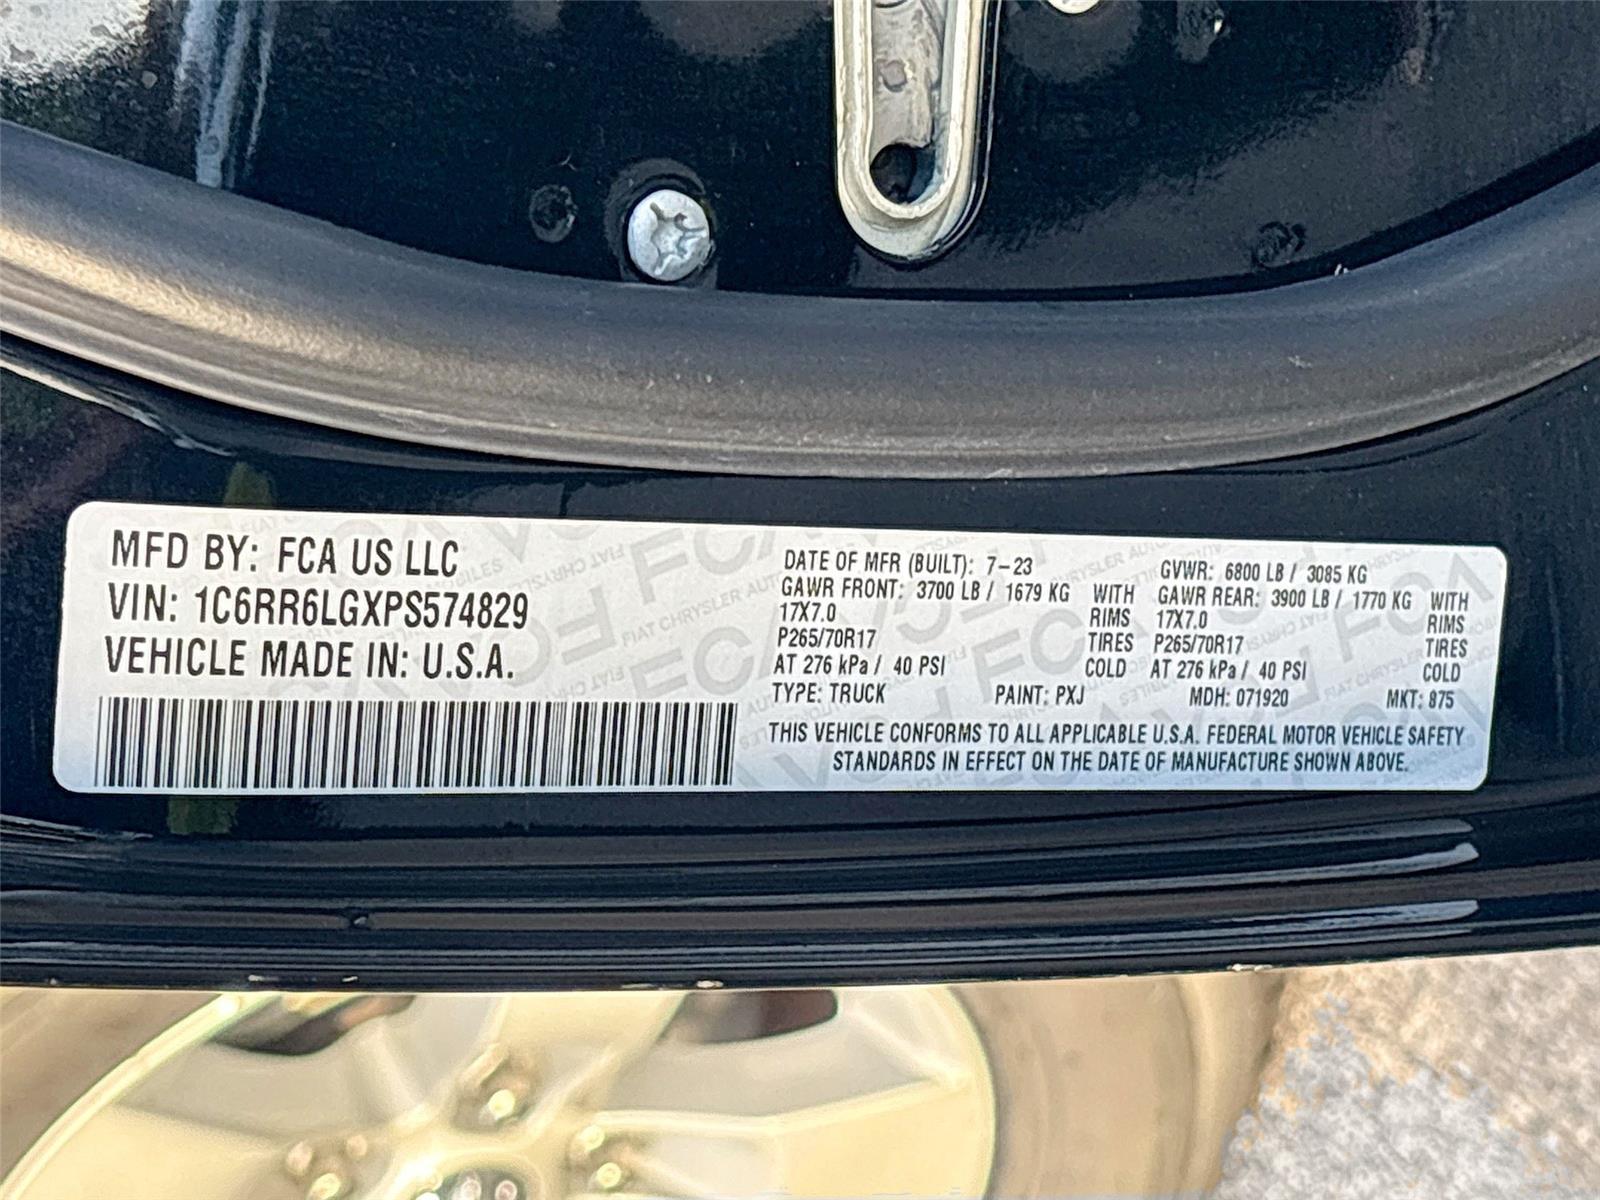 MFD BY: FCA US LLC
VIN: 1C6RR6LGXPS574829
VEHICLE MADE IN: U.S.A.
DATE OF MFR (BUILT): 7-23 GVWR: 6800 LB / 3085 KG
GAWR FRONT: 3700 LB / 1679 KG WITH GAWR REAR: 3900 LB / 1770 KG WITH
17X7.0 RIMS 17X7.0 RIMS
P265/70R17 TIRES P265/70R17 TIRES
AT 276 kPa / 40 PSI COLD AT 276 kPa / 40 PSI COLD
TYPE: TRUCK PAINT: PXJ MDH: 071920 MKT: 875
THIS VEHICLE CONFORMS TO ALL APPLICABLE U.S.A. FEDERAL MOTOR VEHICLE SAFETY
STANDARDS IN EFFECT ON THE DATE OF MANUFACTURE SHOWN ABOVE.